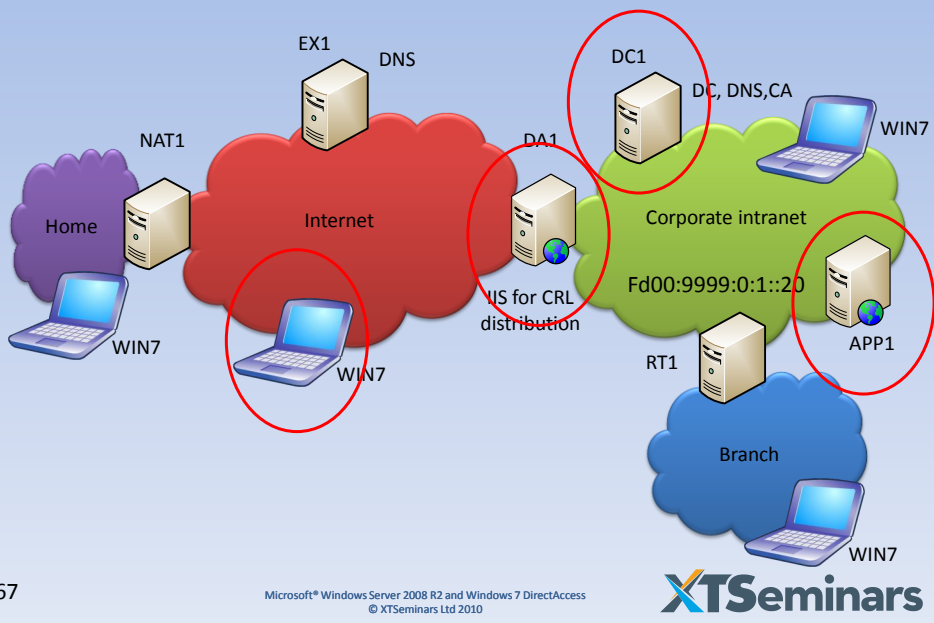 EX1
DNS
DC1
DC, DNS,CA
WIN7
NAT1
DA1
Home
Internet
Corporate intranet
Fd00:9999:0:1::20
IIS for CRL
distribution
APP1
WIN7
WIN7
RT1
Branch
WIN7
67
Microsoft® Windows Server 2008 R2 and Windows 7 DirectAccess
© XTSeminars Ltd 2010
XTSeminars